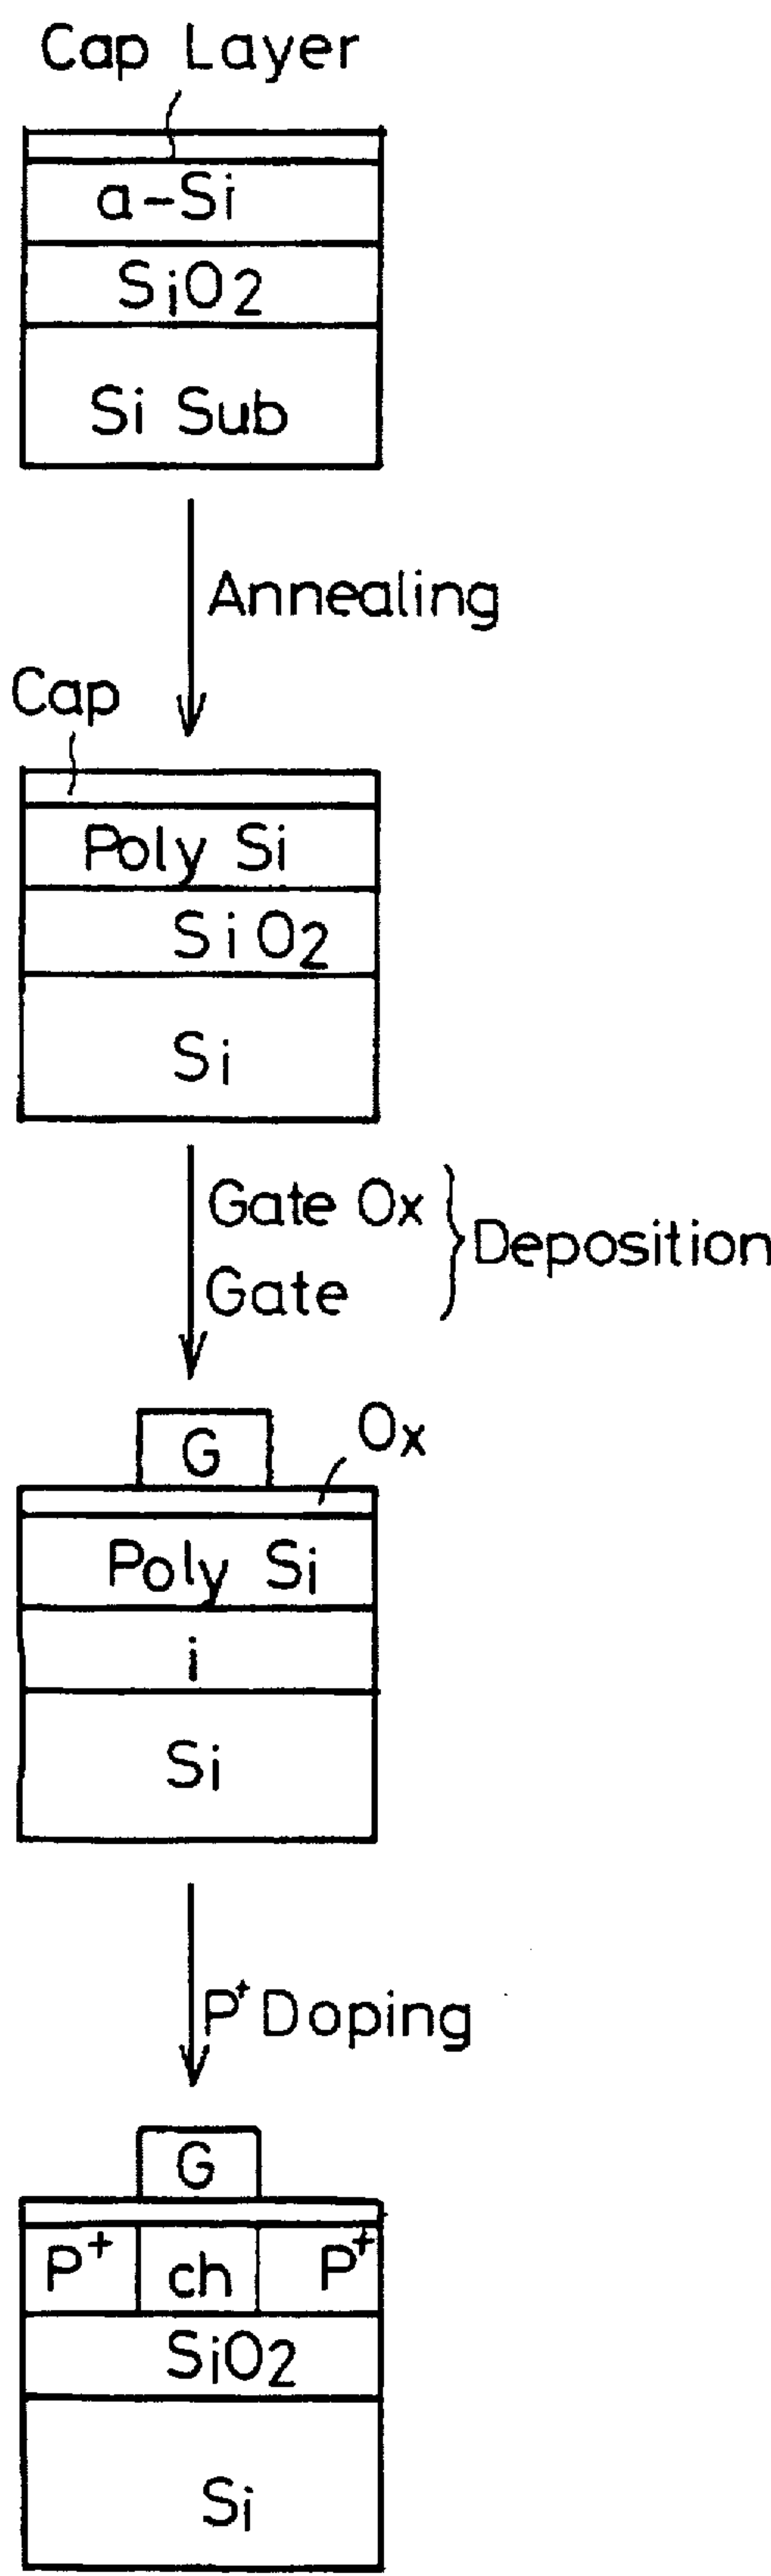 Cap Layer
a-Si
SiO2
Si Sub
Annealing
Cap
Poly Si
SiO2
Si
Gate Ox } Deposition
Gate
G
Ox
Poly Si
i
Si
P+ Doping
G
P+ ch P+
SiO2
Si